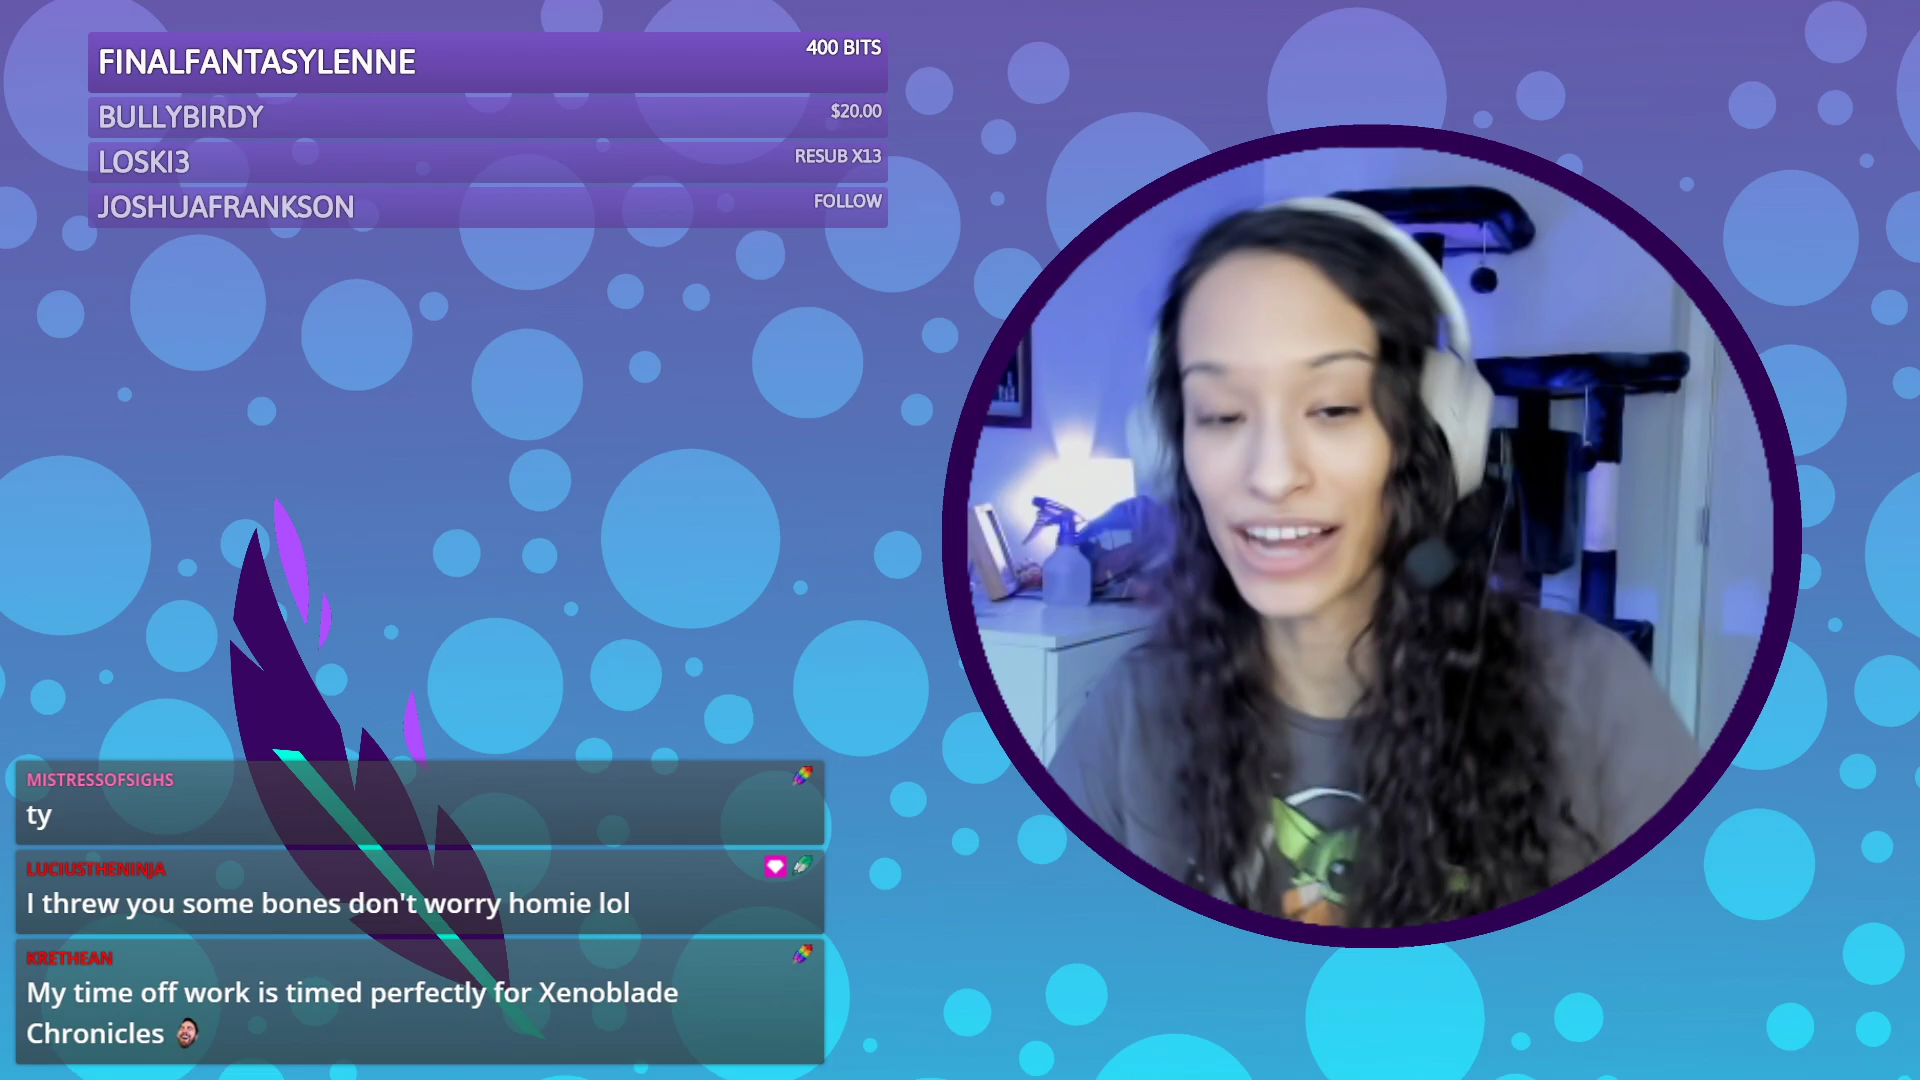 FINALFANTASYLENNE 400 BITS
BULLYBIRDY $20.00
LOSKI3 RESUB X13
JOSHUAFRANKSON FOLLOW
MISTRESSOFSIGHS
ty
LUCIUSTHENINJA
I threw you some bones don't worry homie lol
KRETHEAN
My time off work is timed perfectly for Xenoblade
Chronicles